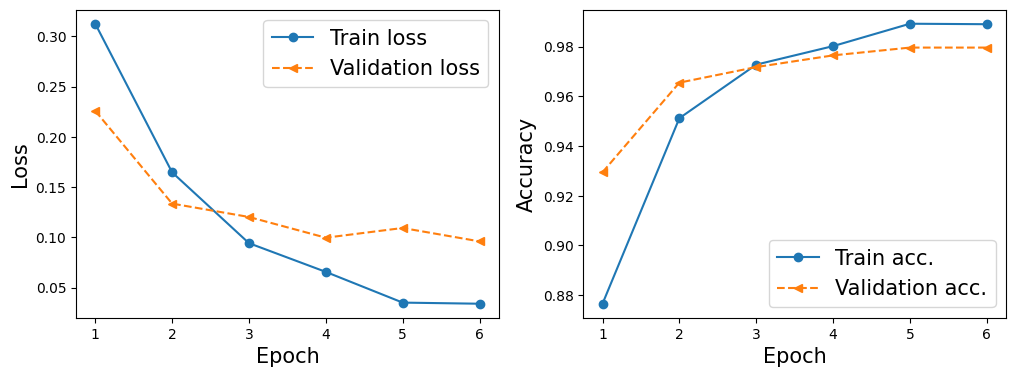 Train loss
Validation loss
0.30
0.25
0.20
0.15
0.10
0.05
Loss
1 2 3 4 5 6
Epoch
0.98
0.96
0.94
0.92
0.90
0.88
Accuracy
Train acc.
Validation acc.
1 2 3 4 5 6
Epoch